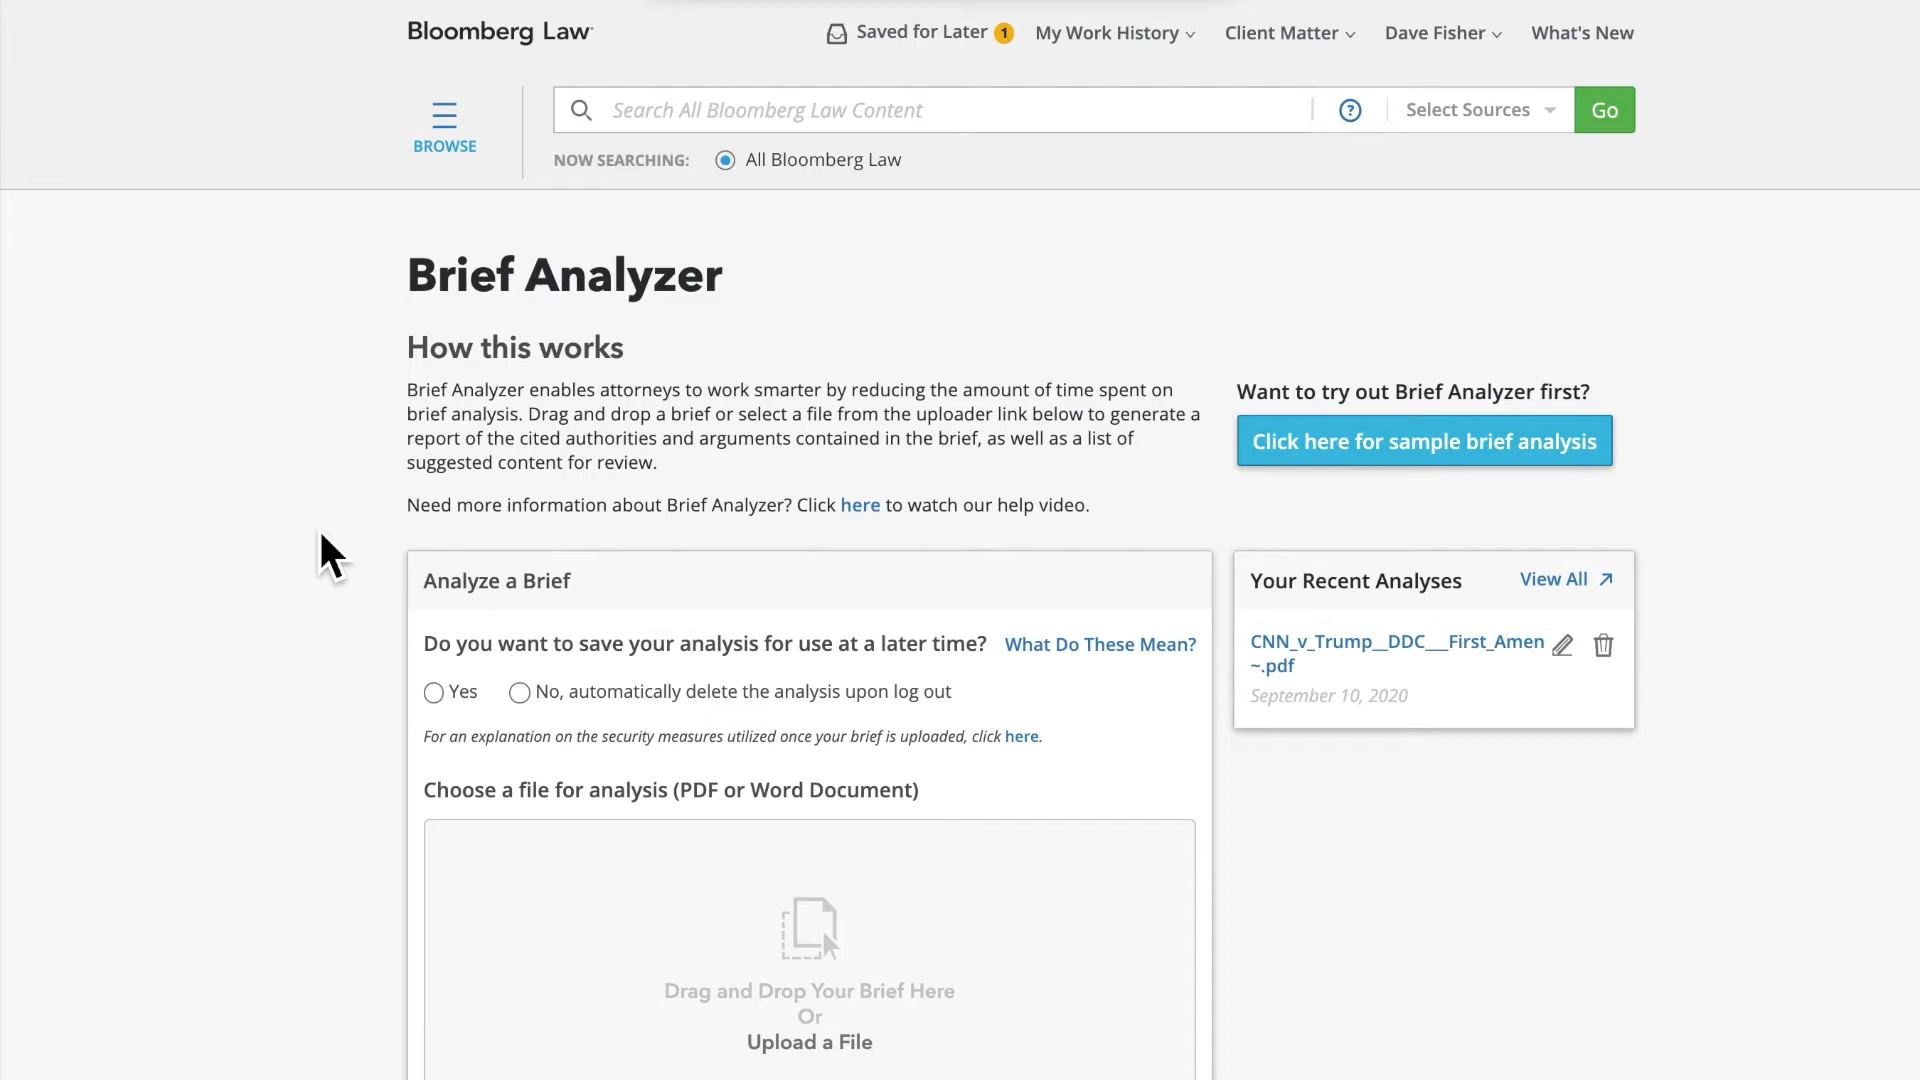 Bloomberg Law
Saved for Later 1
My Work History
Client Matter
Dave Fisher
What's New
BROWSE
Search All Bloomberg Law Content
?
Select Sources
Go
NOW SEARCHING:
All Bloomberg Law
Brief Analyzer
How this works
Brief Analyzer enables attorneys to work smarter by reducing the amount of time spent on
brief analysis. Drag and drop a brief or select a file from the uploader link below to generate a
report of the cited authorities and arguments contained in the brief, as well as a list of
suggested content for review.
Need more information about Brief Analyzer? Click here to watch our help video.
Want to try out Brief Analyzer first?
Click here for sample brief analysis
Analyze a Brief
Do you want to save your analysis for use at a later time?
What Do These Mean?
Yes
No, automatically delete the analysis upon log out
For an explanation on the security measures utilized once your brief is uploaded, click here.
Choose a file for analysis (PDF or Word Document)
Drag and Drop Your Brief Here
Or
Upload a File
Your Recent Analyses
View All
CNN_v_Trump__DDC___First_Amen
~.pdf
September 10, 2020